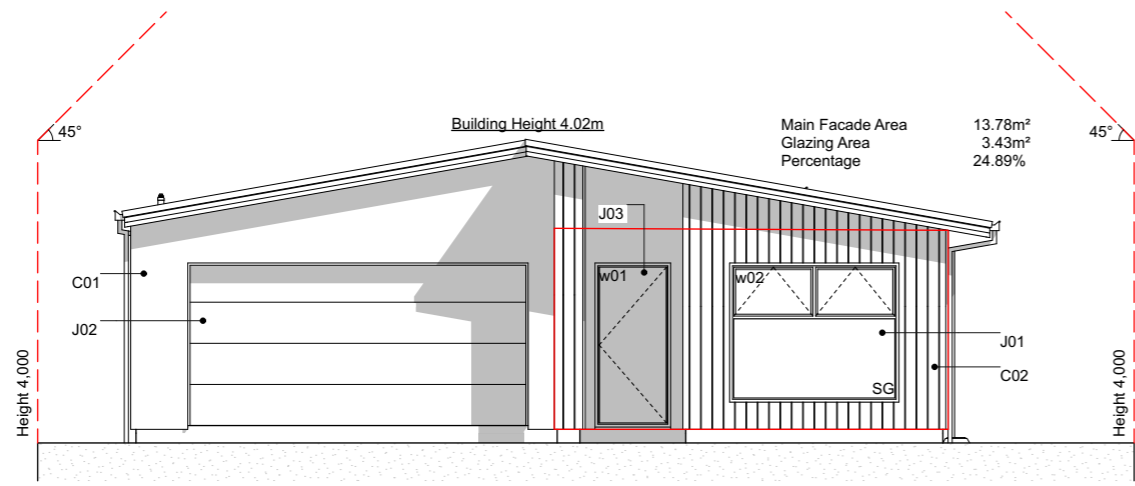 Building Height 4.02m
Main Facade Area 13.78m²
Glazing Area 3.43m²
Percentage 24.89%
45°
45°
J03
w01
w02
C01
J02
J01
C02
SG
Height 4,000
Height 4,000